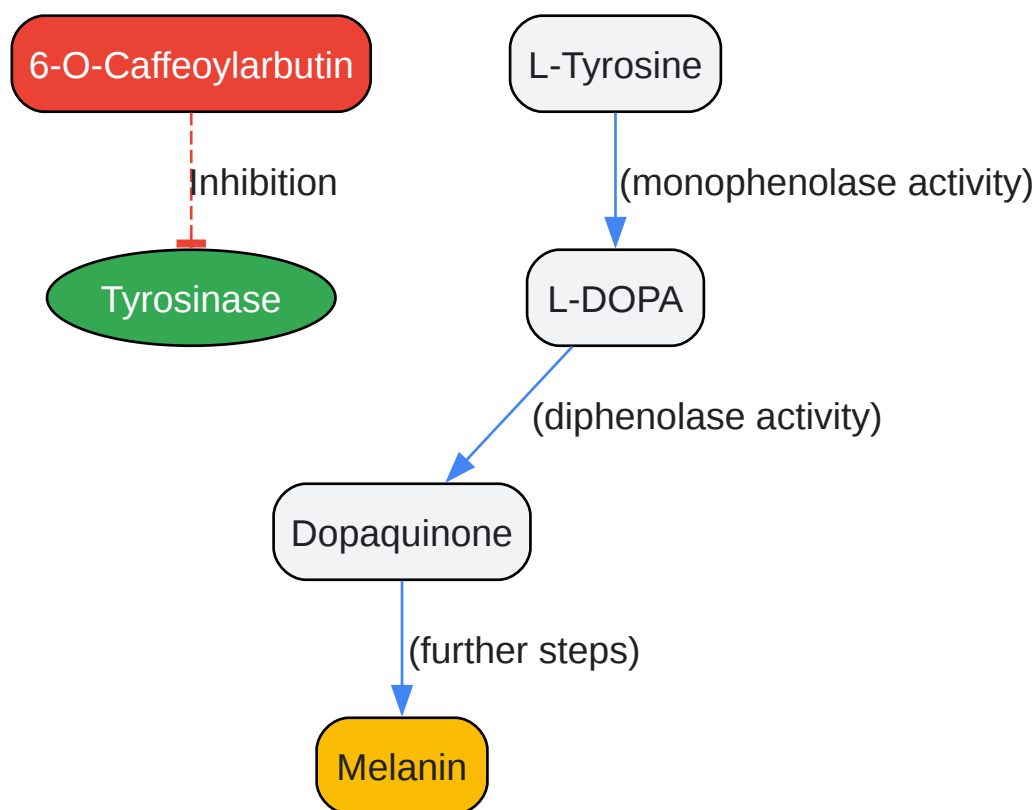 6-O-Caffeoylarbutin
L-Tyrosine
Inhibition
(monophenolase activity)
Tyrosinase
L-DOPA
(diphenolase activity)
Dopaquinone
(further steps)
Melanin